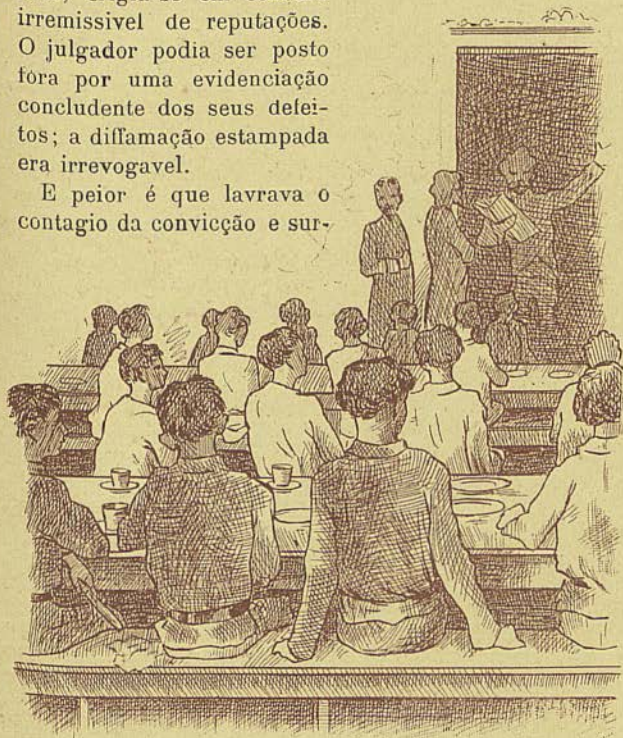 irremissivel de reputações.
O julgador podia ser posto
fóra por uma evidenciação
concludente dos seus defei-
tos; a diffamação estampada
era irrevogavel.
E peior é que lavrava o
contagio da convicção e sur-